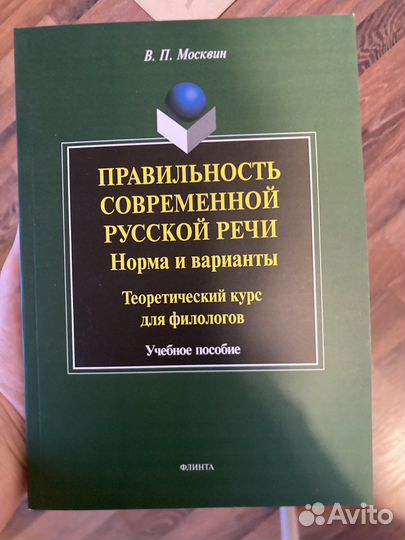 В. П. Москвин
ПРАВИЛЬНОСТЬ
СОВРЕМЕННОЙ
РУССКОЙ РЕЧИ
Норма и варианты
Теоретический курс
для филологов
Учебное пособие
ФЛИНТА
Avito